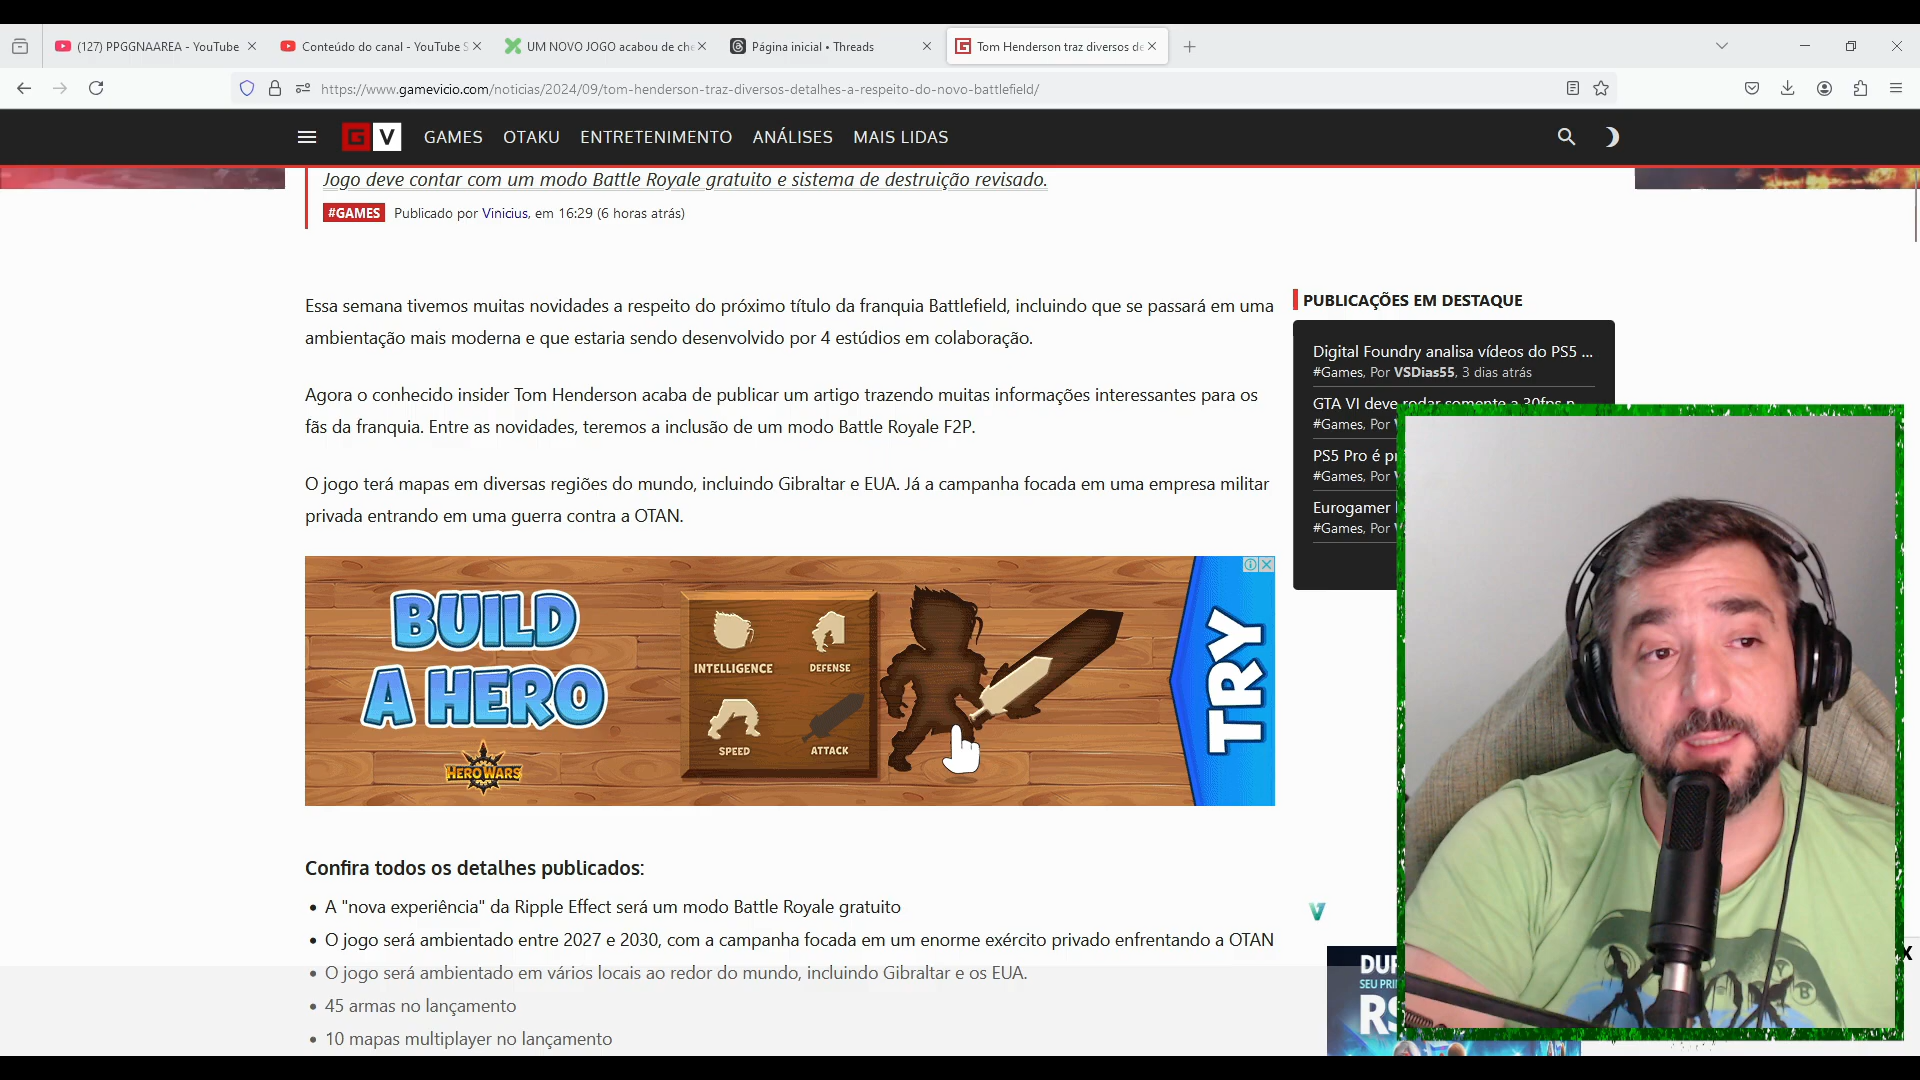 (127) PPGGNAAREA - YouTube
Conteúdo do canal - YouTube S
UM NOVO JOGO acabou de che
Página inicial • Threads
Tom Henderson traz diversos de
https://www.gamevicio.com/noticias/2024/09/tom-henderson-traz-diversos-detalhes-a-respeito-do-novo-battlefield/
G V GAMES OTAKU ENTRETENIMENTO ANÁLISES MAIS LIDAS
Jogo deve contar com um modo Battle Royale gratuito e sistema de destruição revisado.
#GAMES Publicado por Vinicius, em 16:29 (6 horas atrás)
Essa semana tivemos muitas novidades a respeito do próximo título da franquia Battlefield, incluindo que se passará em uma
ambientação mais moderna e que estaria sendo desenvolvido por 4 estúdios em colaboração.
Agora o conhecido insider Tom Henderson acaba de publicar um artigo trazendo muitas informações interessantes para os
fãs da franquia. Entre as novidades, teremos a inclusão de um modo Battle Royale F2P.
O jogo terá mapas em diversas regiões do mundo, incluindo Gibraltar e EUA. Já a campanha focada em uma empresa militar
privada entrando em uma guerra contra a OTAN.
BUILD
A HERO
HERO WARS
INTELLIGENCE
DEFENSE
SPEED
ATTACK
TRY
Confira todos os detalhes publicados:
• A "nova experiência" da Ripple Effect será um modo Battle Royale gratuito
• O jogo será ambientado entre 2027 e 2030, com a campanha focada em um enorme exército privado enfrentando a OTAN
• O jogo será ambientado em vários locais ao redor do mundo, incluindo Gibraltar e os EUA.
• 45 armas no lançamento
• 10 mapas multiplayer no lançamento
PUBLICAÇÕES EM DESTAQUE
Digital Foundry analisa vídeos do PS5 ...
#Games, Por VSDias55, 3 dias atrás
GTA VI deve rodar somente a 30fps n
#Games, Por
PS5 Pro é
#Games, Por
Eurogamer
#Games, Por
V
SEU
X